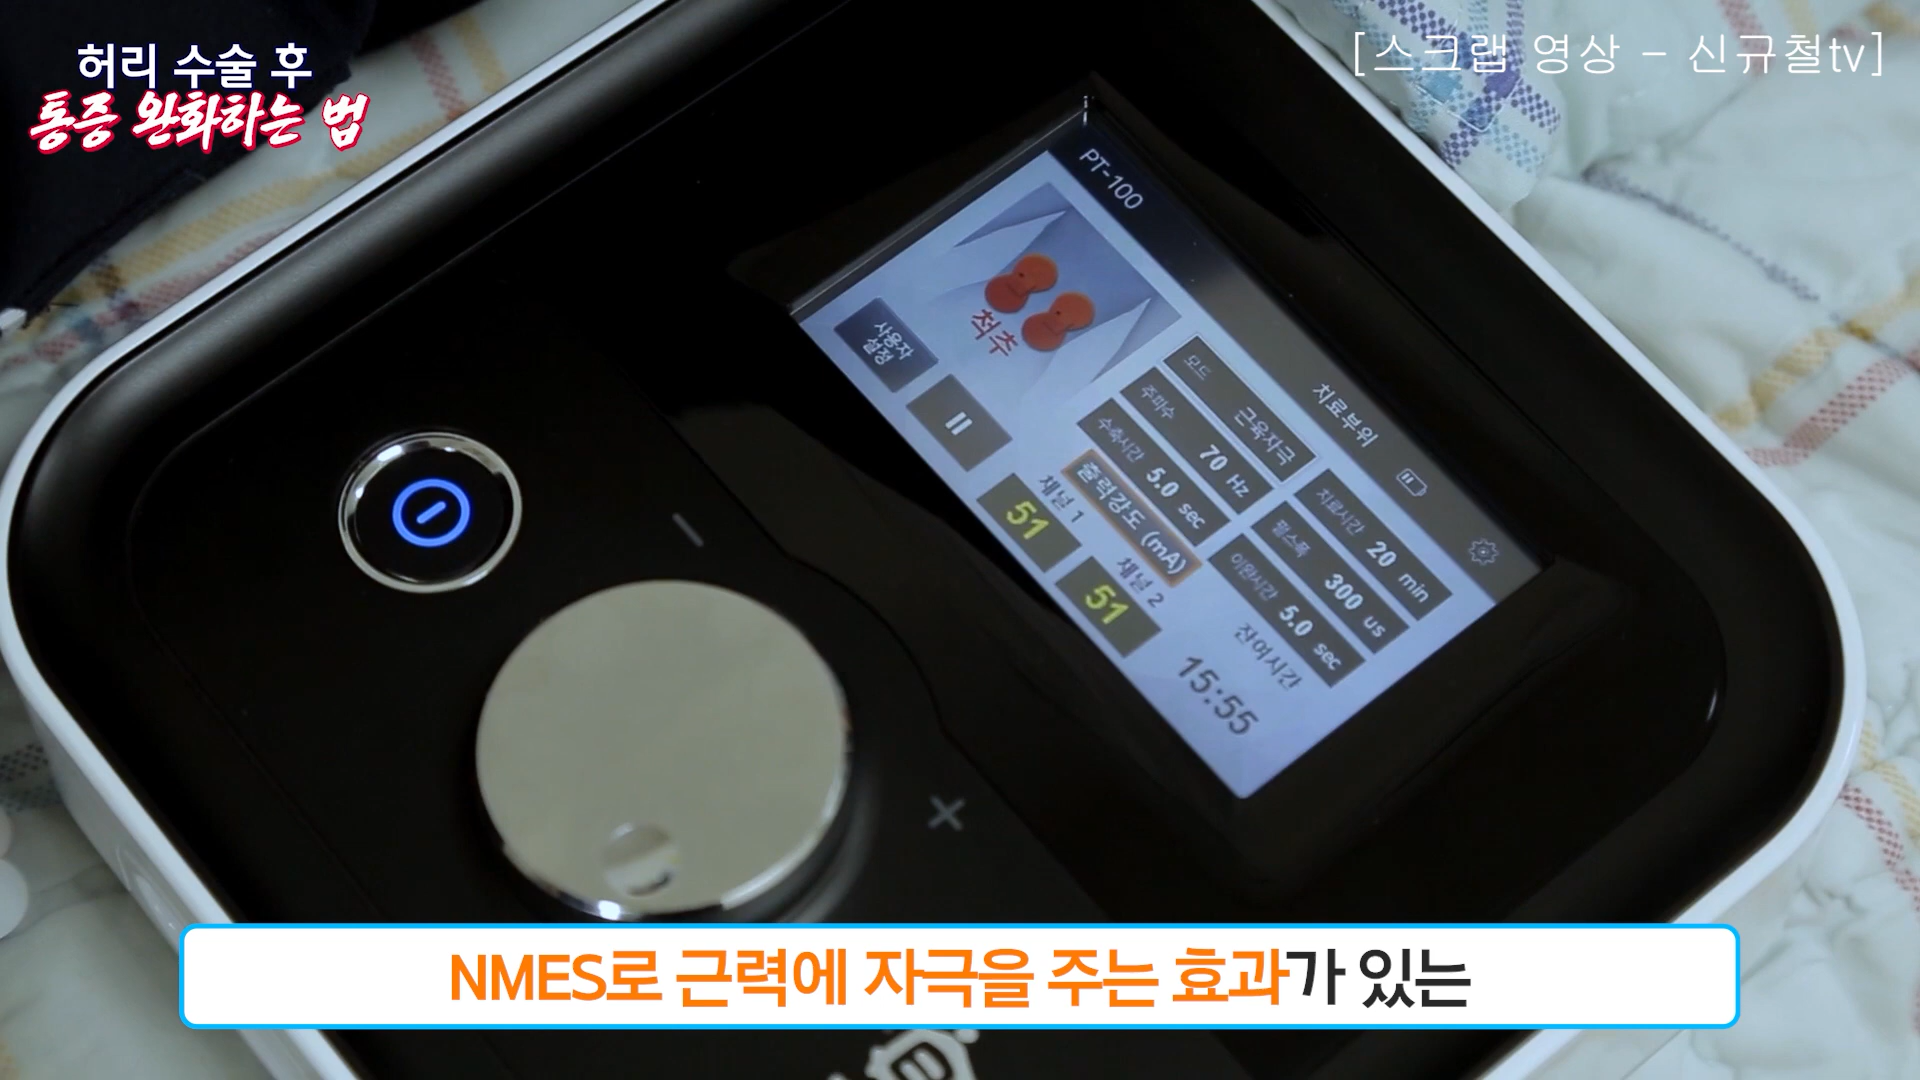 허리 수술 후
통증 완화하는 법
[스크랩 영상 - 신규철tv]
PT-100
치료부위
척추
사용자
설정
모드 근육자극
주파수 70 Hz
수축시간 5.0 sec
치료시간 20 min
펄스폭 300 us
이완시간 5.0 sec
출력강도 (mA)
채널 1
51
채널 2
51
잔여시간
15:55
NMES로 근력에 자극을 주는 효과가 있는